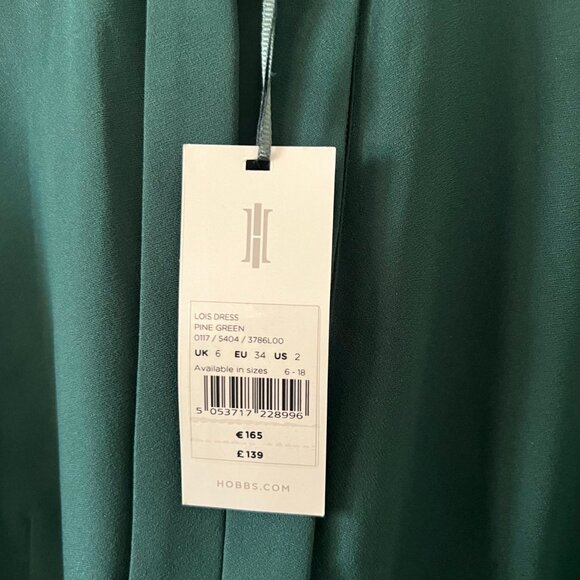 LOIS DRESS
PINE GREEN
0117 / 5404 / 3786L00
UK 6 EU 34 US 2
Available in sizes 6 - 18
5 053717 228996
€165
£139
HOBBS.COM